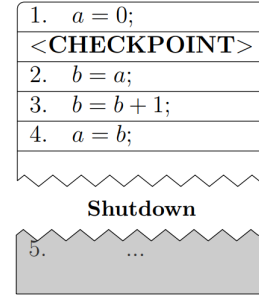 1. a = 0;
<CHECKPOINT>
2. b = a;
3. b = b + 1;
4. a = b;
Shutdown
5. ...